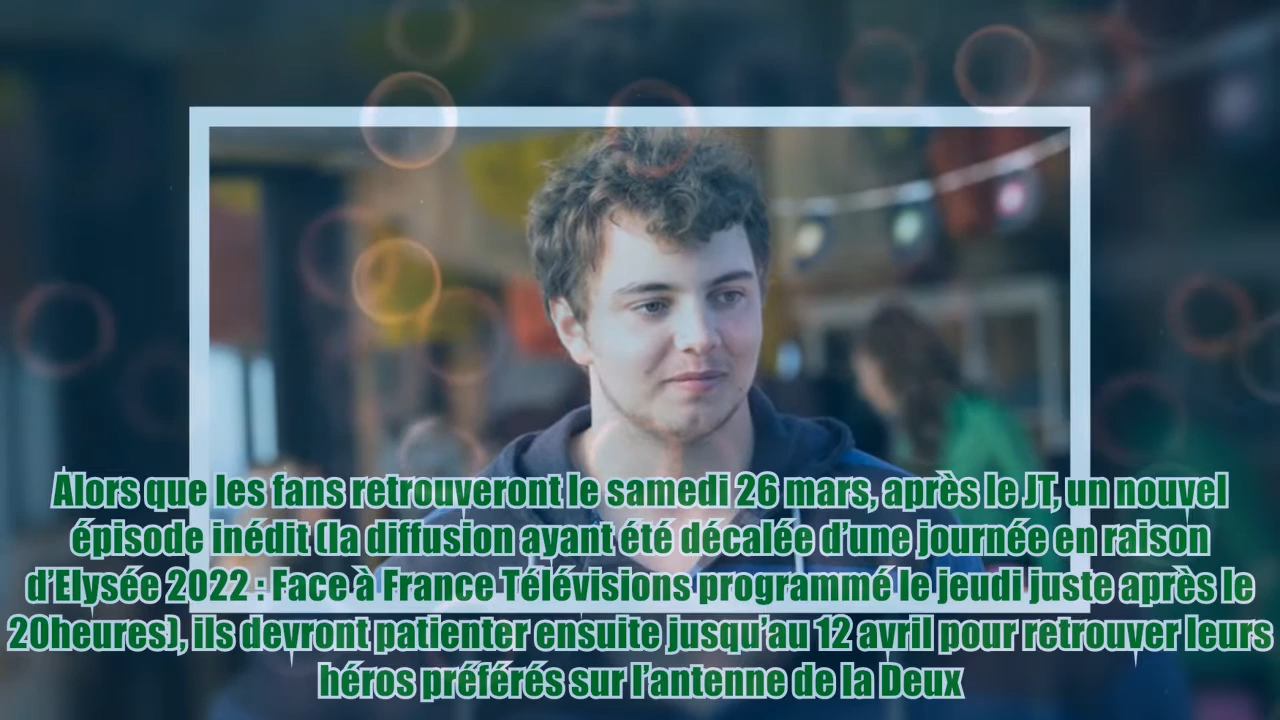 Alors que les fans retrouveront le samedi 26 mars, après le JT, un nouvel
épisode inédit (la diffusion ayant été décalée d’une journée en raison
d’Elysée 2022 : Face à France Télévisions programmé le jeudi juste après le
20heures), ils devront patienter ensuite jusqu’au 12 avril pour retrouver leurs
héros préférés sur l’antenne de la Deux